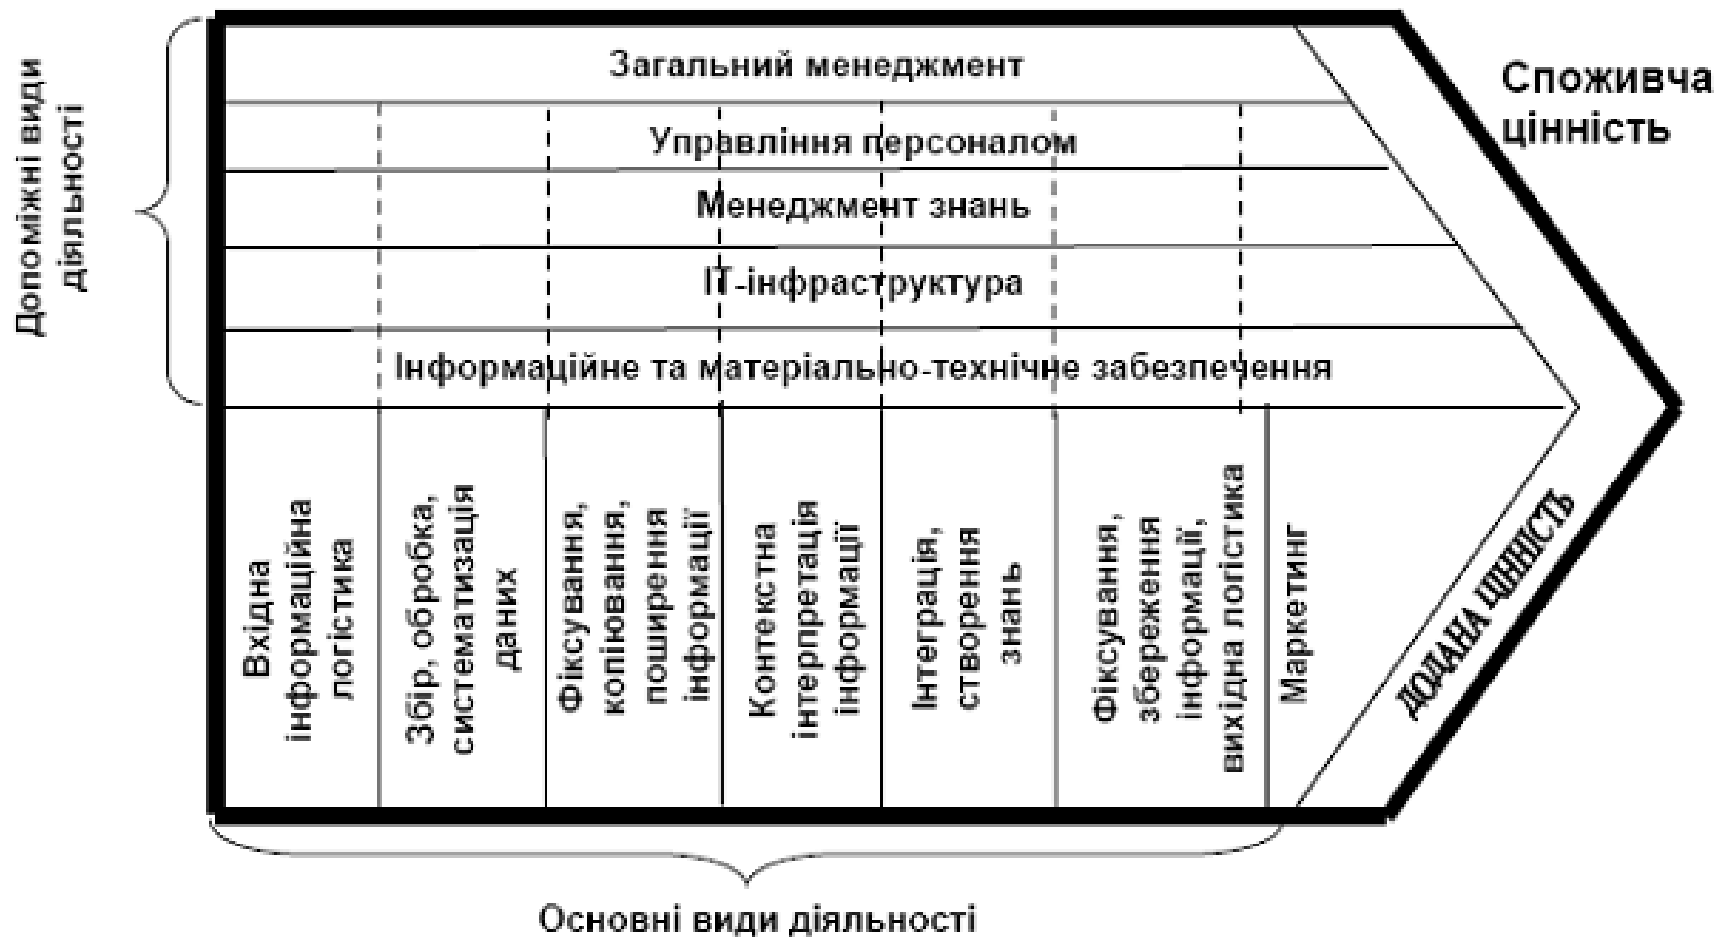 Допоміжні види
діяльності
Загальний менеджмент
Управління персоналом
Менеджмент знань
ІТ-інфраструктура
Інформаційне та матеріально-технічне забезпечення
Споживча
цінність
Вхідна
інформаційна
логістика
Збір, обробка,
систематизація
даних
Фіксування,
копіювання,
поширення
інформації
Контекстна
інтерпретація
інформації
Інтеграція,
створення
знань
Фіксування,
збереження
інформації,
вихідна логістика
Маркетинг
ДОДАНА ЦІННІСТЬ
Основні види діяльності